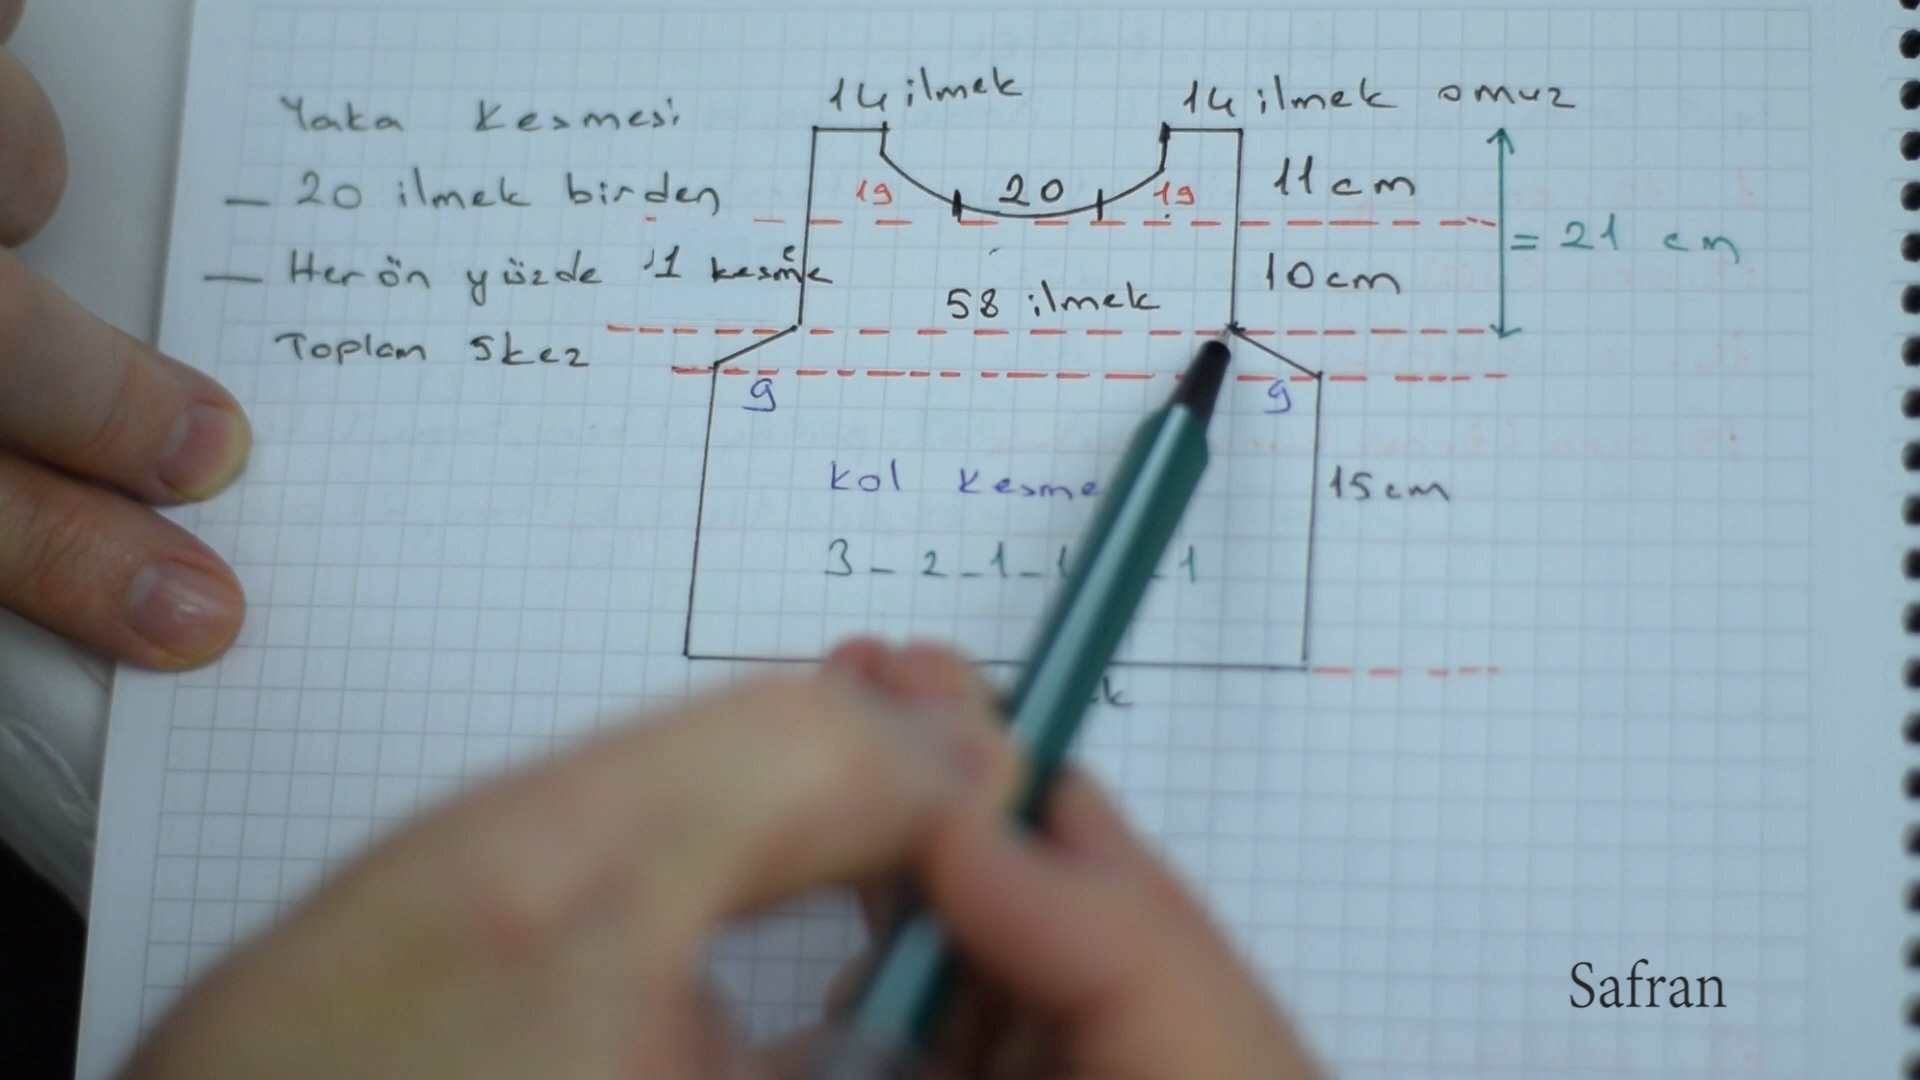 Yaka Kesmesi
— 20 ilmek birden
— Her ön yüzde 1 kesme
Toplam 5 kez
14 ilmek
14 ilmek omuz
19
20
19
11 cm
= 21 cm
58 ilmek
10 cm
9
9
Kol Kesme
3 - 2 - 1 -
- 1
15 cm
Safran